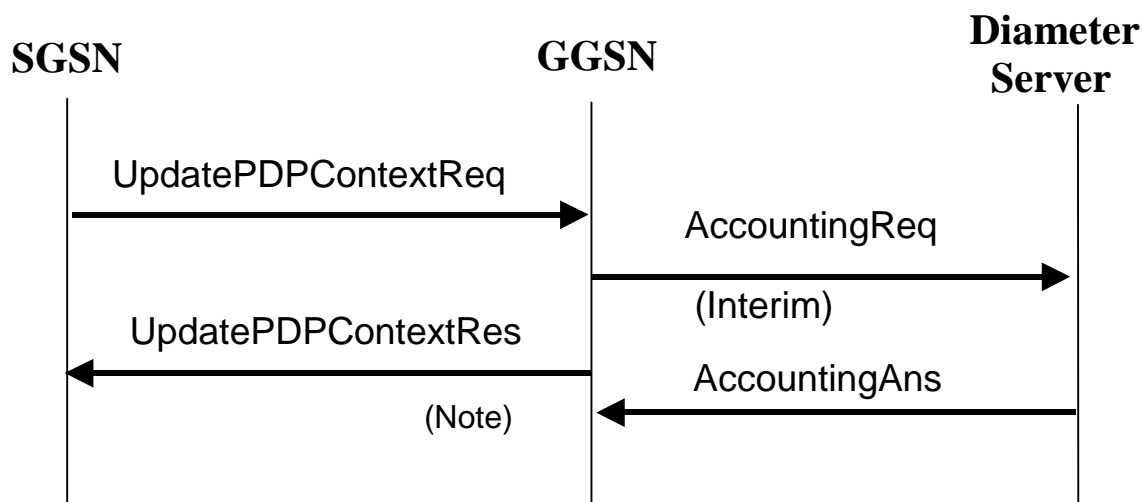 SGSN
GGSN
Diameter
Server
UpdatePDPContextReq
AccountingReq
(Interim)
UpdatePDPContextRes
AccountingAns
(Note)